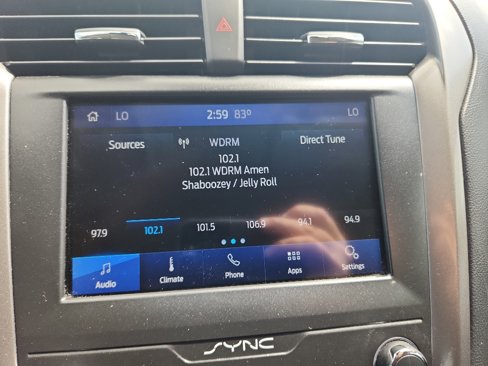 LO 2:59 83° LO
Sources WDRM Direct Tune
102.1
102.1 WDRM Amen
Shaboozey / Jelly Roll
97.9 102.1 101.5 106.9 94.1 94.9
Audio Climate Phone Apps Settings
SYNC